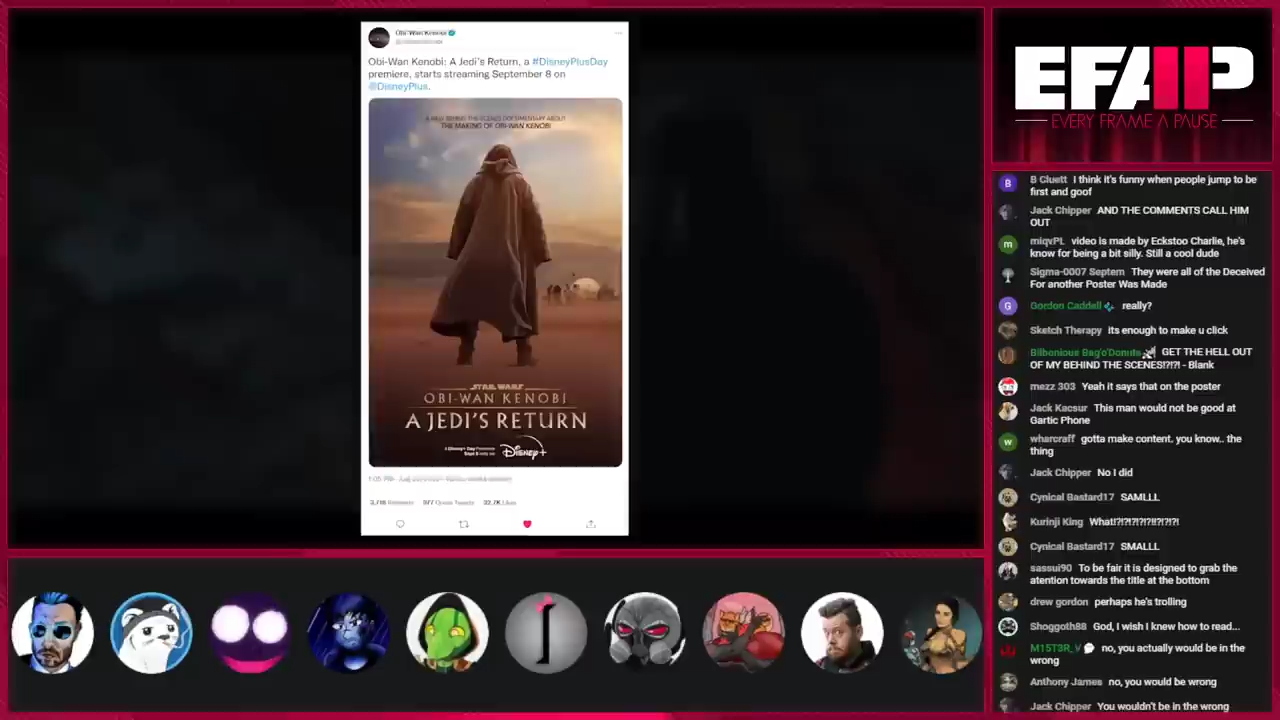 Obi-Wan Kenobi
Obi-Wan Kenobi: A Jedi's Return, a #DisneyPlusDay
premiere, starts streaming September 8 on
@DisneyPlus.
THE MAKING OF OBI-WAN KENOBI
STAR WARS
OBI-WAN KENOBI
A JEDI'S RETURN
A Disney+ Day Premiere
Disney+
EFAP
EVERY FRAME A PAUSE
B Cluett I think it's funny when people jump to be
first and goof
Jack Chipper AND THE COMMENTS CALL HIM
OUT
miqvPL video is made by Eckstoo Charlie, he's
know for being a bit silly. Still a cool dude
Sigma-0007 Septem They were all of the Deceived
For another Poster Was Made
Gordon Caddell really?
Sketch Therapy its enough to make u click
Bilbonious Bag'o'Donuts GET THE HELL OUT
OF MY BEHIND THE SCENES!?!?! - Blank
mezz 303 Yeah it says that on the poster
Jack Kacsur This man would not be good at
Gartic Phone
wharcraff gotta make content. you know.. the
thing
Jack Chipper No I did
Cynical Bastard17 SAMLLL
Kurinji King What!?!?!?!?!!?!?!?!
Cynical Bastard17 SMALLL
sassui90 To be fair it is designed to grab the
atention towards the title at the bottom
drew gordon perhaps he's trolling
Shoggoth88 God, I wish I knew how to read...
M15T3R_V no, you actually would be in the
wrong
Anthony James no, you would be wrong
Jack Chipper You wouldn't be in the wrong